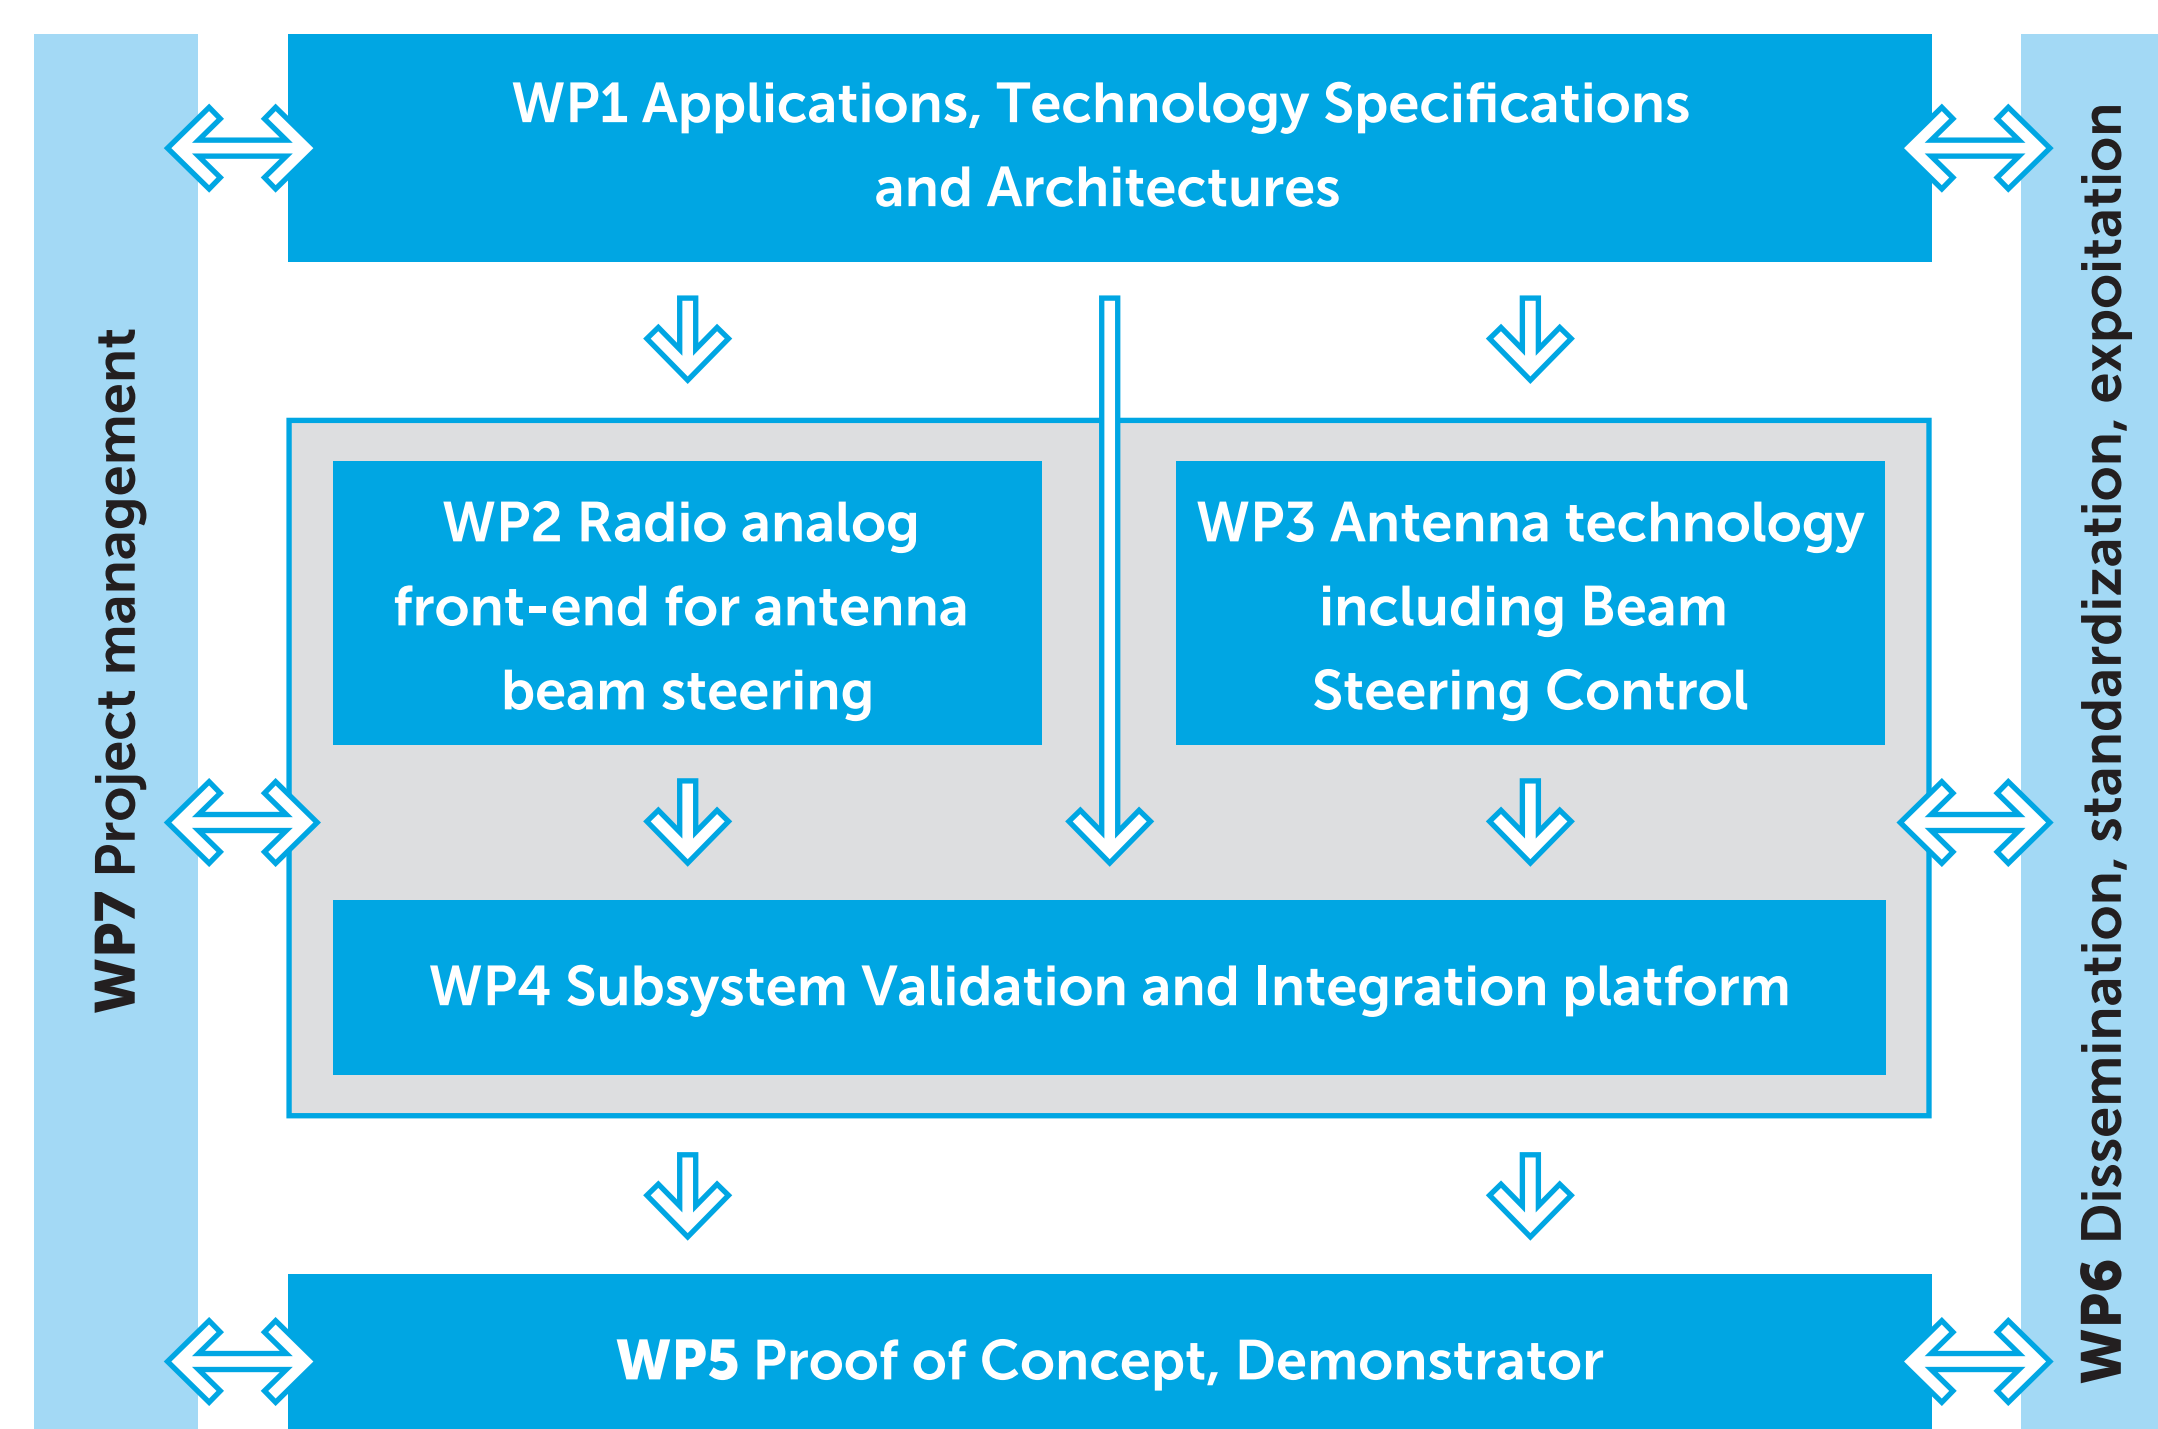 WP1 Applications, Technology Specifications
and Architectures
WP7 Project management
WP2 Radio analog
front-end for antenna
beam steering
WP3 Antenna technology
including Beam
Steering Control
WP4 Subsystem Validation and Integration platform
WP5 Proof of Concept, Demonstrator
WP6 Dissemination, standardization, expoitation